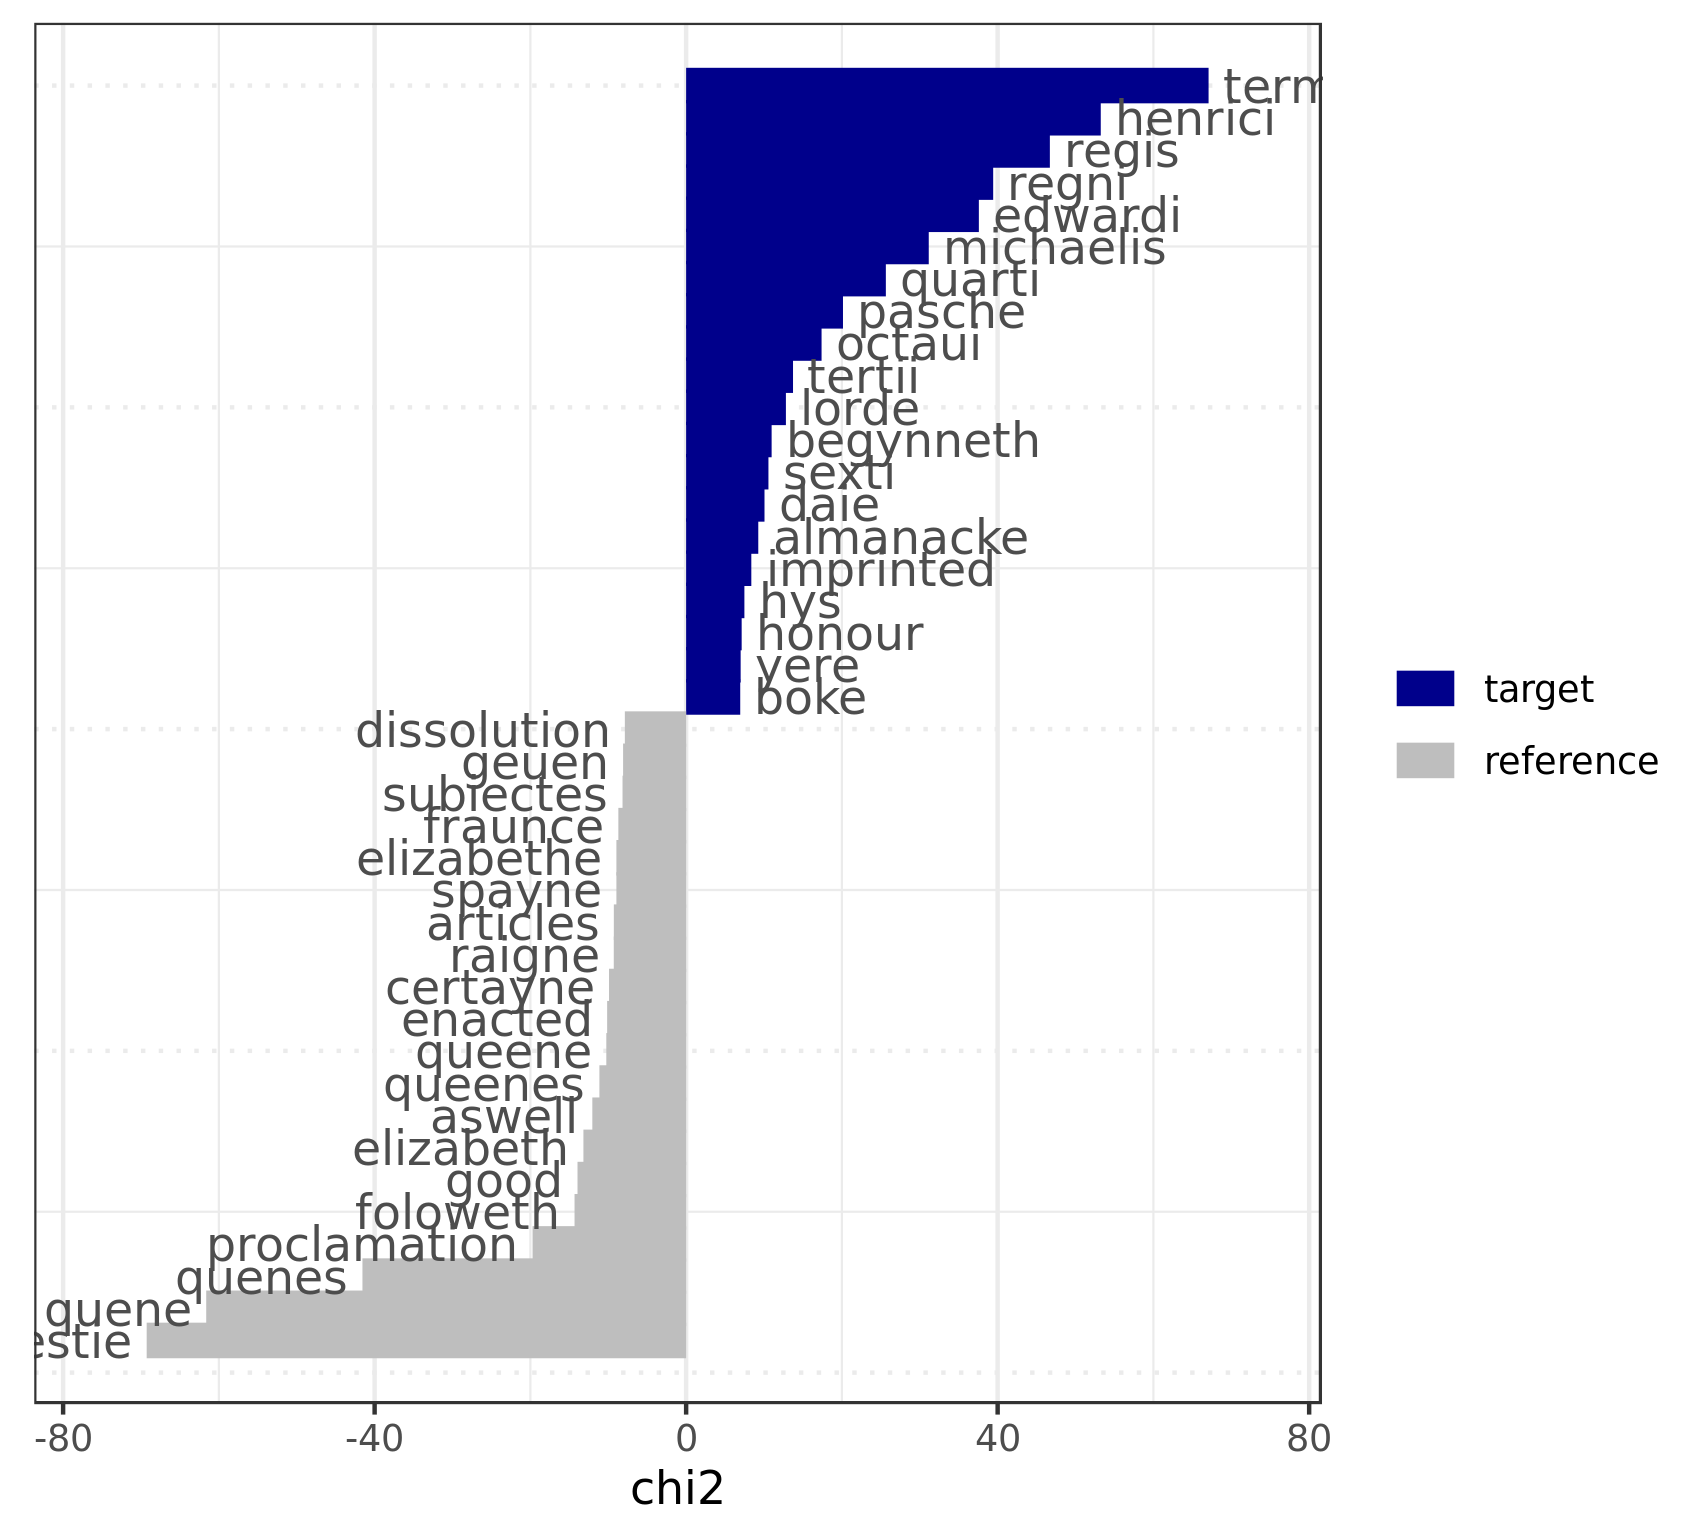 term
henrici
regis
regni
edwardi
michaelis
quarti
pasche
octaui
tertii
lorde
begynneth
sexti
daie
almanacke
imprinted
hys
honour
yere
boke
dissolution
geuen
subiectes
fraunce
elizabethe
spayne
articles
raigne
certayne
enacted
queene
queenes
aswell
elizabeth
good
foloweth
proclamation
quenes
quene
estie
target
reference
-80 -40 0 40 80
chi2